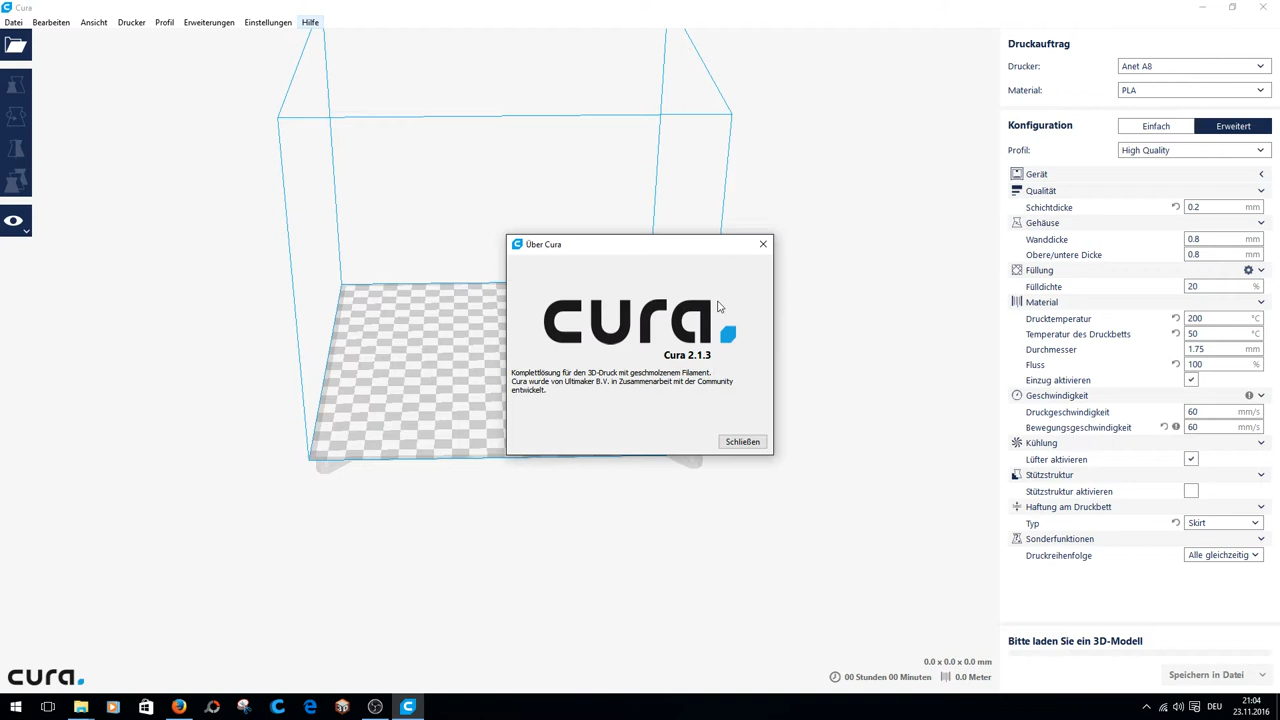 Cura
Datei Bearbeiten Ansicht Drucker Profil Erweiterungen Einstellungen Hilfe
Druckauftrag
Drucker: Anet A8
Material: PLA
Konfiguration Einfach Erweitert
Profil: High Quality
Gerät
Qualität
Schichtdicke 0.2 mm
Gehäuse
Wanddicke 0.8 mm
Obere/untere Dicke 0.8 mm
Füllung
Fülldichte 20 %
Material
Drucktemperatur 200 °C
Temperatur des Druckbetts 50 °C
Durchmesser 1.75 mm
Fluss 100 %
Einzug aktivieren
Geschwindigkeit
Druckgeschwindigkeit 60 mm/s
Bewegungsgeschwindigkeit 60 mm/s
Kühlung
Lüfter aktivieren
Stützstruktur
Stützstruktur aktivieren
Haftung am Druckbett
Typ Skirt
Sonderfunktionen
Druckreihenfolge Alle gleichzeitig
Bitte laden Sie ein 3D-Modell
Speichern in Datei
Über Cura
cura.
Cura 2.1.3
Komplettlösung für den 3D-Druck mit geschmolzenem Filament.
Cura wurde von Ultimaker B.V. in Zusammenarbeit mit der Community
entwickelt.
Schließen
0.0 x 0.0 x 0.0 mm
00 Stunden 00 Minuten 0.0 Meter
cura.
DEU
21:04
23.11.2016